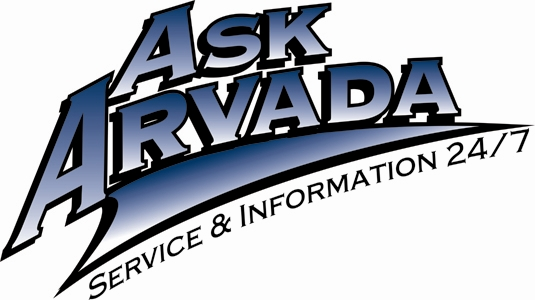 ASK
ARVADA
SERVICE & INFORMATION 24/7